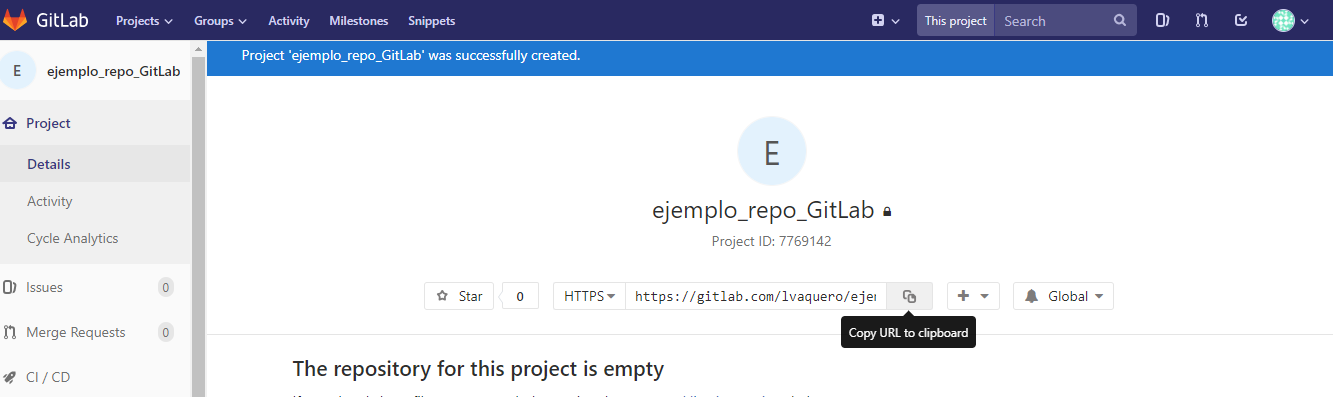 GitLab Projects Groups Activity Milestones Snippets This project Search
Project 'ejemplo_repo_GitLab' was successfully created.
E ejemplo_repo_GitLab
Project
Details
Activity
Cycle Analytics
Issues 0
Merge Requests 0
CI / CD
E
ejemplo_repo_GitLab
Project ID: 7769142
Star 0 HTTPS https://gitlab.com/lvaquero/ejen Global
Copy URL to clipboard
The repository for this project is empty